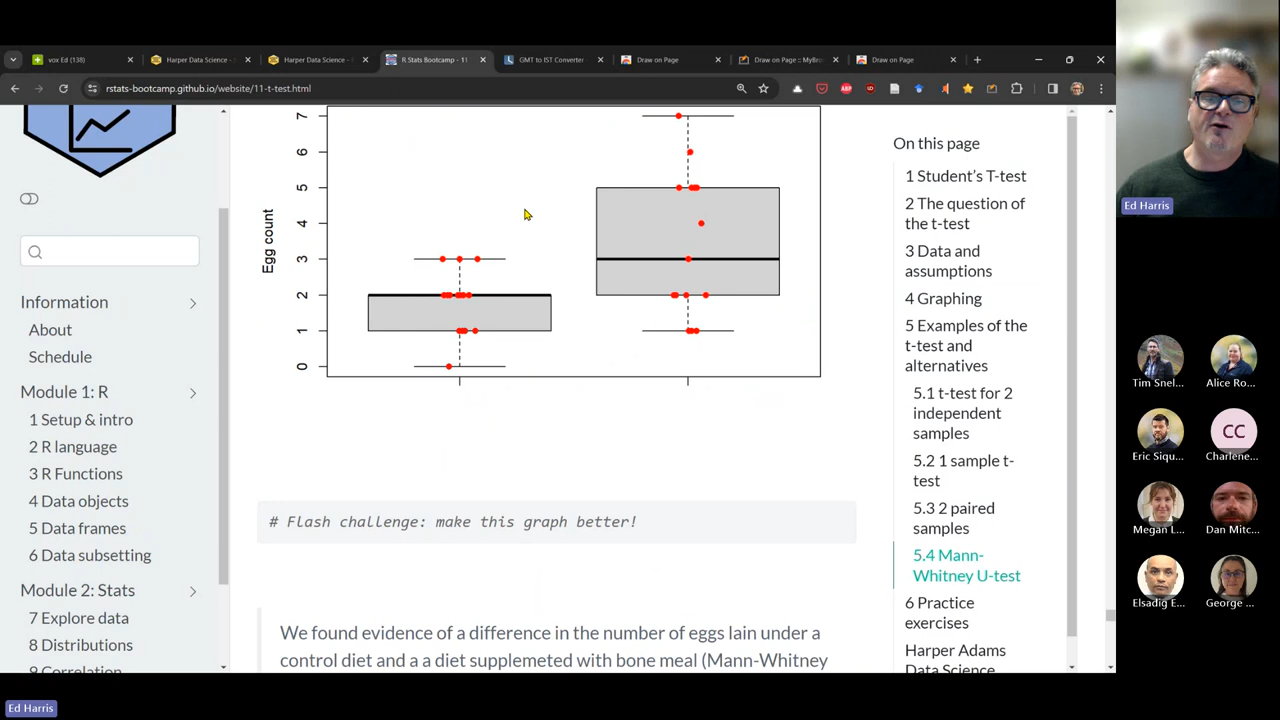 vox Ed (138)
Harper Data Science -
Harper Data Science -
R Stats Bootcamp - 11
GMT to IST Converter
Draw on Page
Draw on Page :: MyBro
Draw on Page
rstats-bootcamp.github.io/website/11-t-test.html
ABP
Information
About
Schedule
Module 1: R
1 Setup & intro
2 R language
3 R Functions
4 Data objects
5 Data frames
6 Data subsetting
Module 2: Stats
7 Explore data
8 Distributions
9 Correlation
Egg count
7
6
5
4
3
2
1
0
# Flash challenge: make this graph better!
We found evidence of a difference in the number of eggs lain under a
control diet and a a diet supplemeted with bone meal (Mann-Whitney
On this page
1 Student's T-test
2 The question of
the t-test
3 Data and
assumptions
4 Graphing
5 Examples of the
t-test and
alternatives
5.1 t-test for 2
independent
samples
5.2 1 sample t-
test
5.3 2 paired
samples
5.4 Mann-
Whitney U-test
6 Practice
exercises
Harper Adams
Data Science
Ed Harris
Tim Snel...
Alice Ro...
Eric Siqu...
CC
Charlene...
Megan L...
Dan Mitc...
Elsadig E...
George ...
Ed Harris